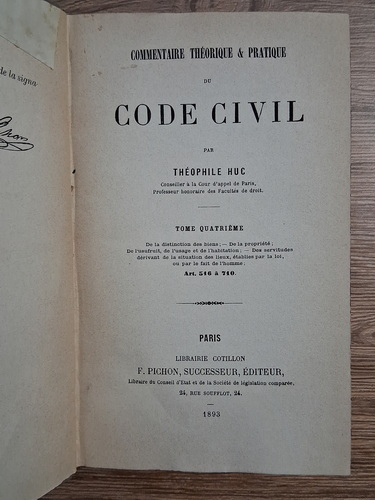 de la signa
COMMENTAIRE THÉORIQUE & PRATIQUE
DU
CODE CIVIL
PAR
THÉOPHILE HUC
Conseiller à la Cour d'appel de Paris,
Professeur honoraire des Facultés de droit.
TOME QUATRIÈME
De la distinction des biens; — De la propriété;
De l'usufruit, de l'usage et de l'habitation; — Des servitudes
dérivant de la situation des lieux, établies par la loi,
ou par le fait de l'homme;
Art. 516 à 710.
PARIS
LIBRAIRIE COTILLON
F. PICHON, SUCCESSEUR, ÉDITEUR,
Libraire du Conseil d'État et de la Société de législation comparée,
24, RUE SOUFFLOT, 24.
1893